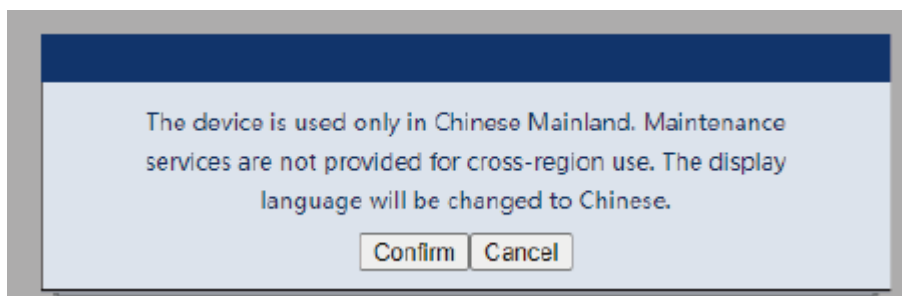 The device is used only in Chinese Mainland. Maintenance
services are not provided for cross-region use. The display
language will be changed to Chinese.
Confirm Cancel